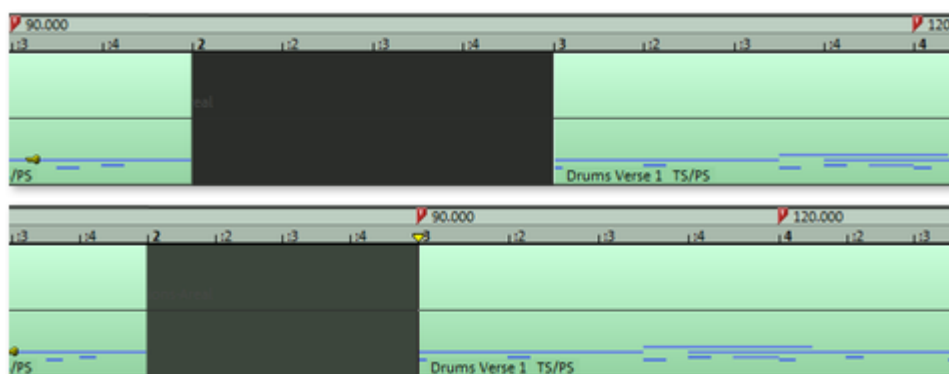 90.000 120
:3 :4 2 :2 :3 :4 3 :2 :3 :4 4
/PS Drums Verse 1 TS/PS
90.000 120.000
:3 :4 2 :2 :3 :4 3 :2 :3 :4 4 :2 :3
/PS Drums Verse 1 TS/PS